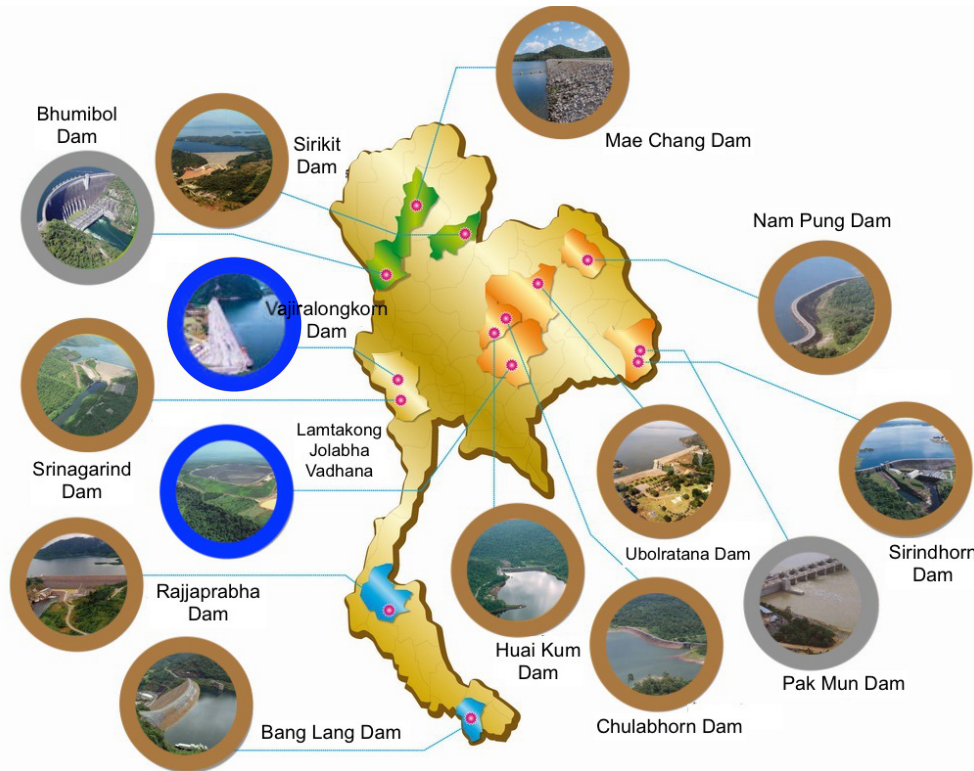 Bhumibol
Dam
Sirikit
Dam
Mae Chang Dam
Nam Pung Dam
Vajiralongkorn
Dam
Srinagarind
Dam
Lamtakong
Jolabha
Vadhana
Ubolratana Dam
Sirindhorn
Dam
Rajjaprabha
Dam
Huai Kum
Dam
Pak Mun Dam
Chulabhorn Dam
Bang Lang Dam